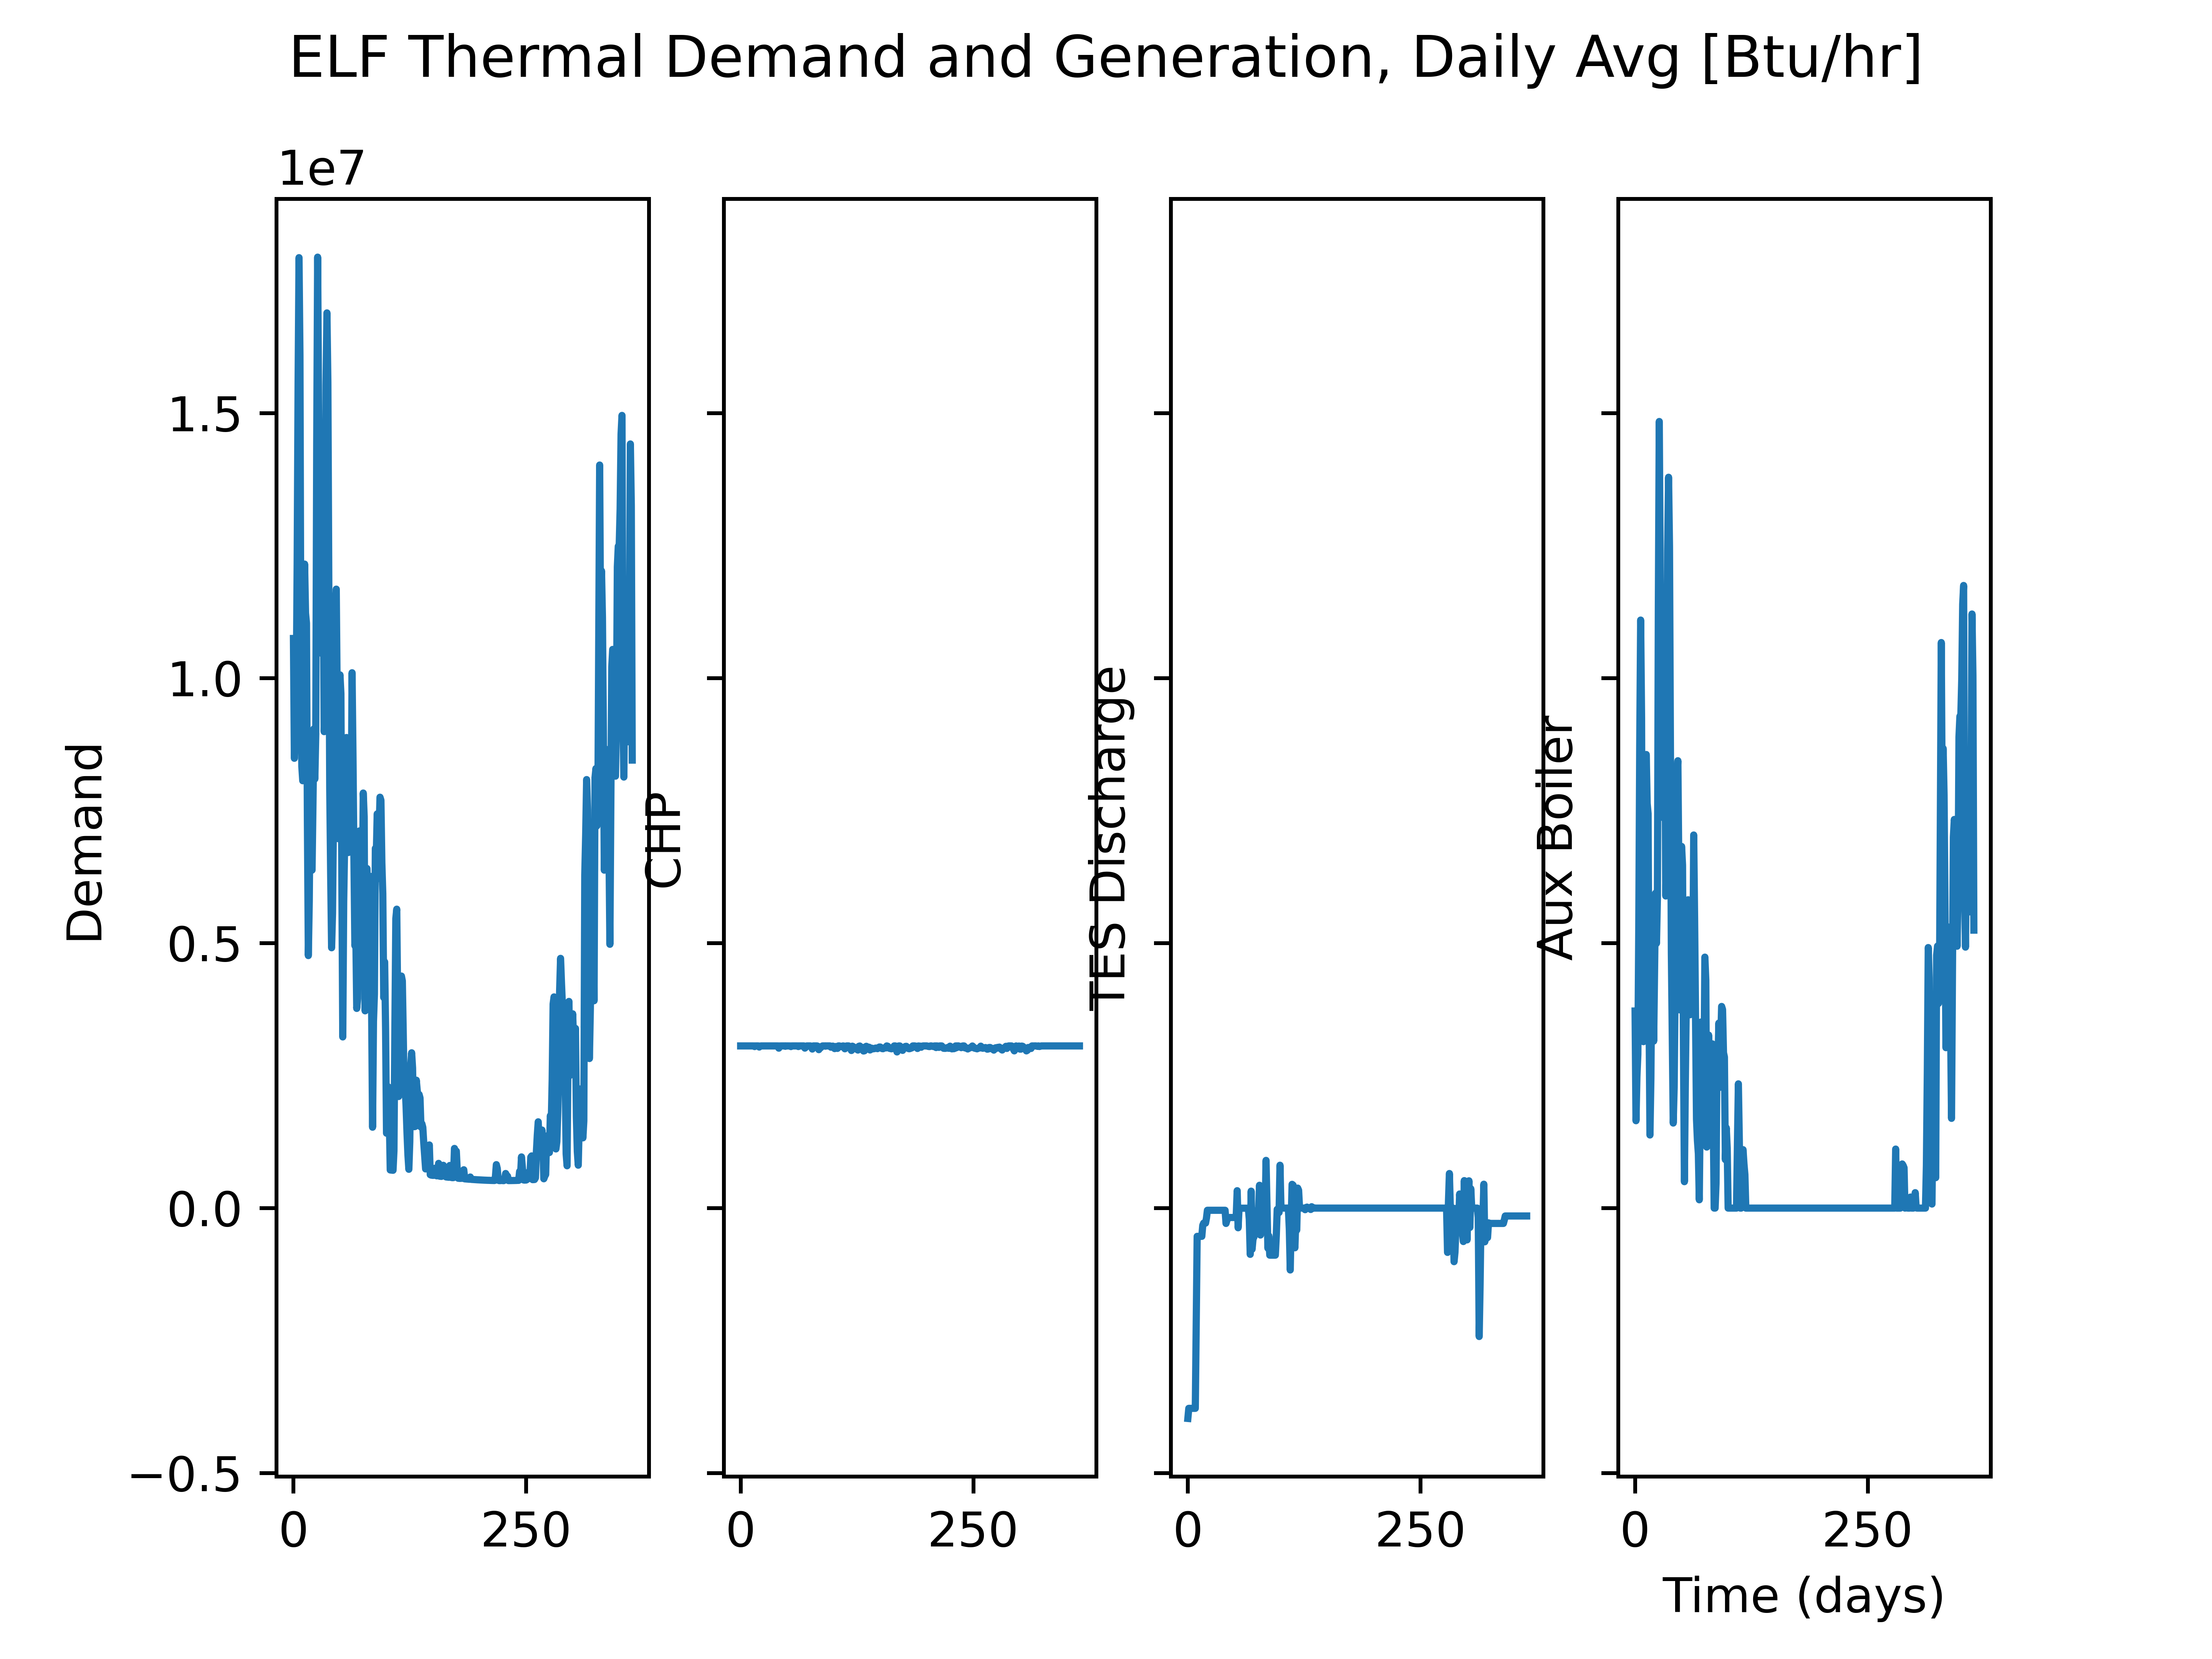 ELF Thermal Demand and Generation, Daily Avg [Btu/hr]
1e7
Demand
1.5
1.0
0.5
0.0
−0.5
0
250
CHP
0
250
TES Discharge
0
250
Aux Boiler
0
250
Time (days)